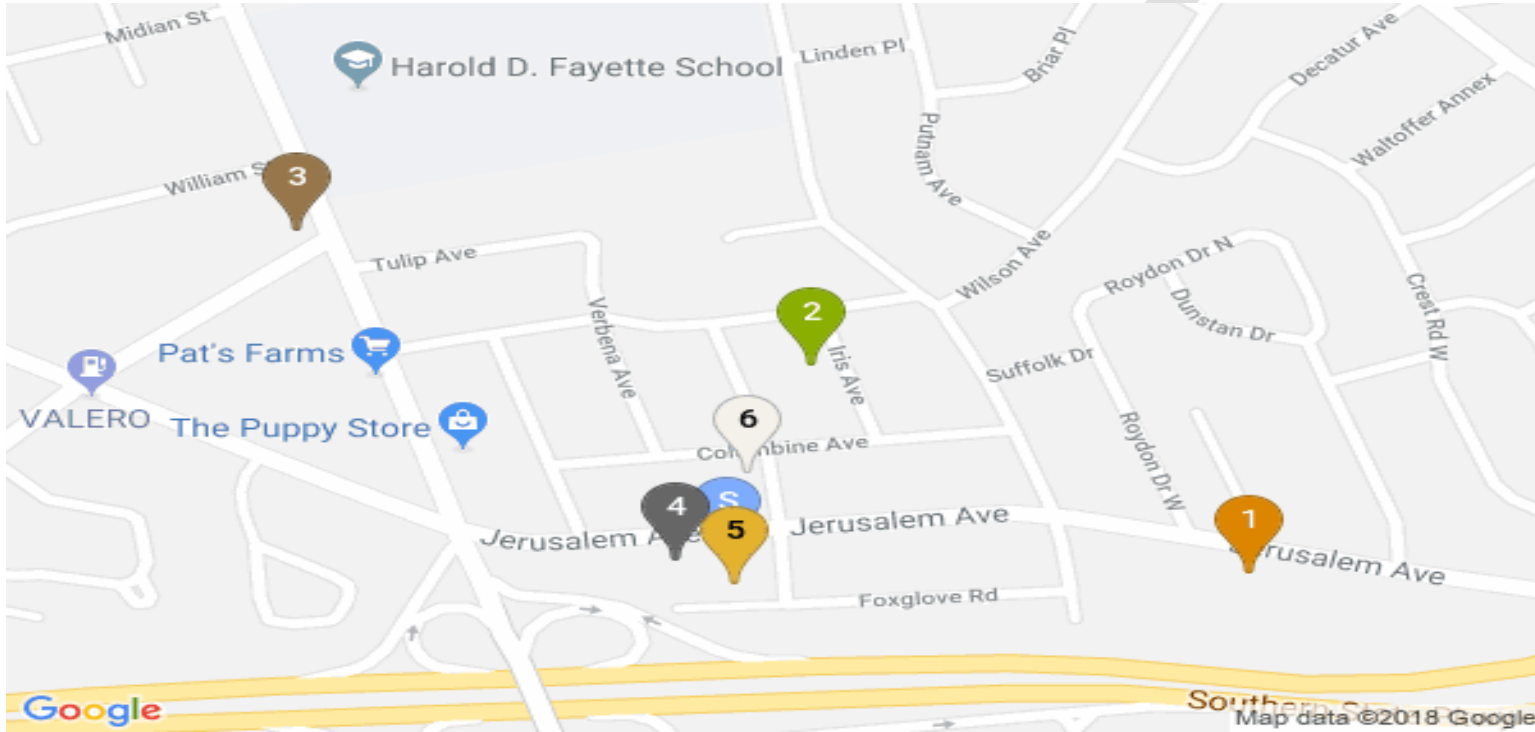 Midian St
Harold D. Fayette School
Linden Pl
Briar Pl
Decatur Ave
Waltoffer Annex
Putnam Ave
William
3
Tulip Ave
Wilson Ave
Roydon Dr N
Dunstan Dr
Crest Rd W
Verbena Ave
2
Iris Ave
Suffolk Dr
Pat's Farms
VALERO
The Puppy Store
6
Columbine Ave
Roydon Dr W
S
4
5
1
Jerusalem Ave
Jerusalem Ave
Jerusalem Ave
Foxglove Rd
Google
Southern State
Map data ©2018 Google